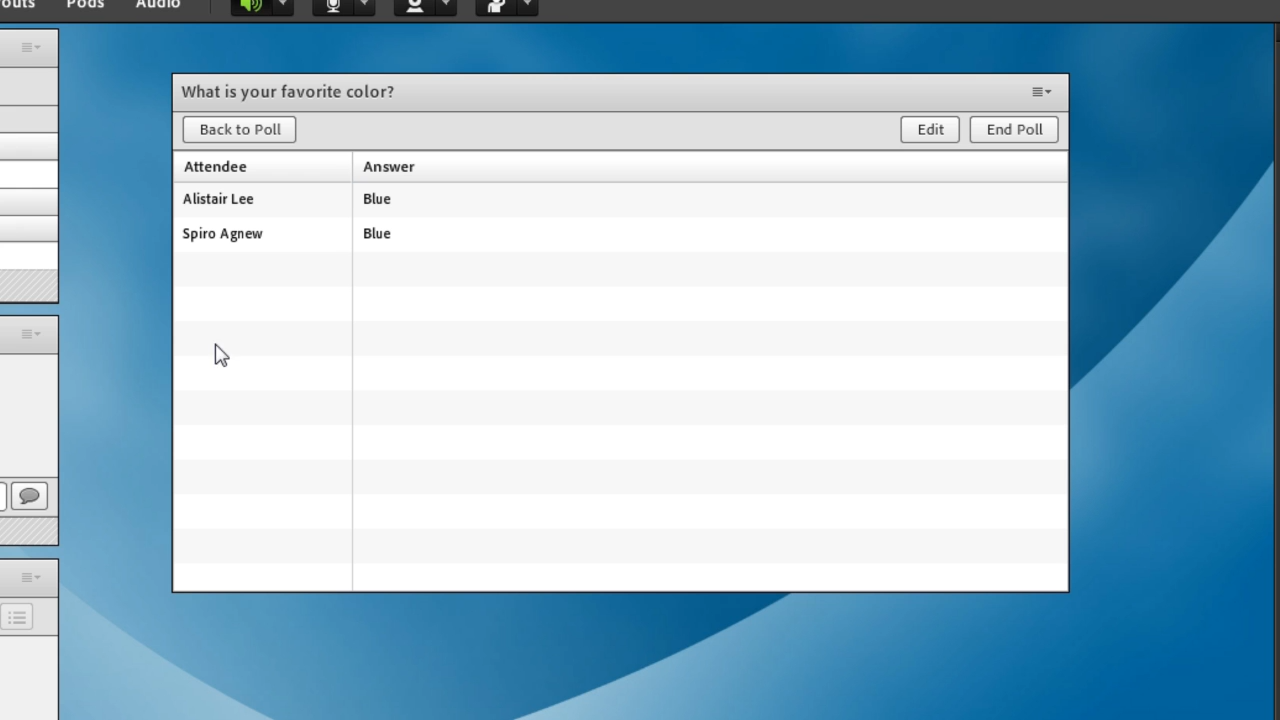 Pods Audio
What is your favorite color?
Back to Poll Edit End Poll
Attendee Answer
Alistair Lee Blue
Spiro Agnew Blue